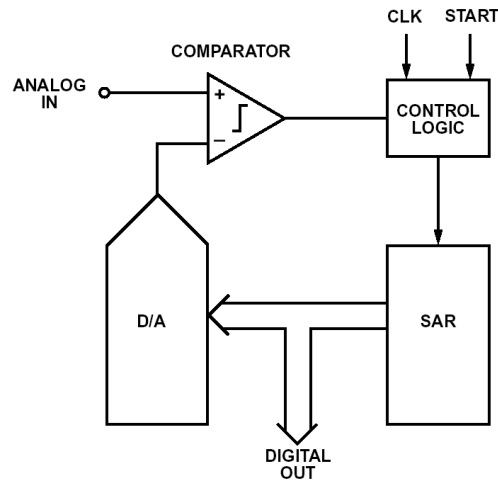 CLK START
COMPARATOR
ANALOG
IN
+
−
CONTROL
LOGIC
D/A
SAR
DIGITAL
OUT